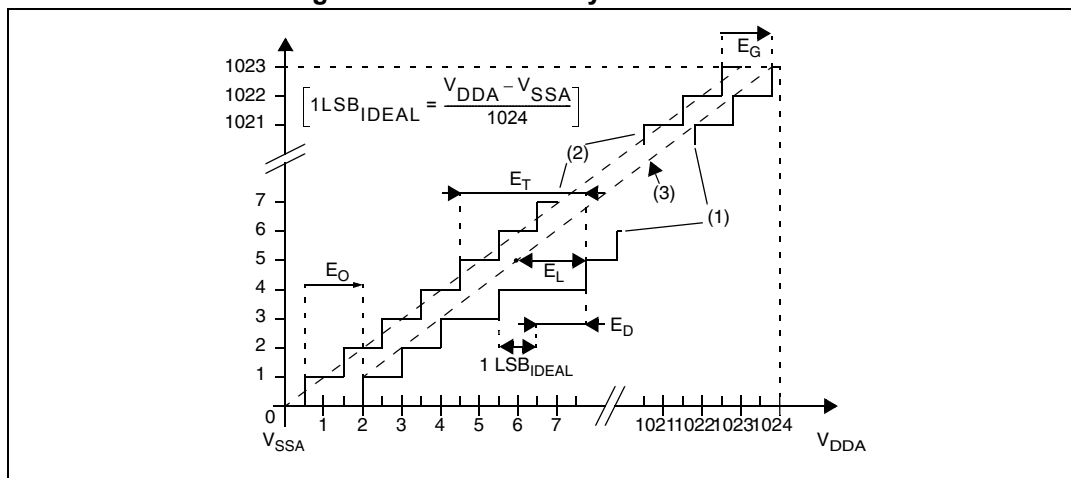 E_G
1023
1022
1021
[1LSB_IDEAL = (V_DDA – V_SSA) / 1024]
(2)
E_T
(3)
(1)
7
6
5
4
3
2
1
0
E_O
E_L
E_D
1 LSB_IDEAL
1 2 3 4 5 6 7 1021 1022 1023 1024
V_SSA
V_DDA